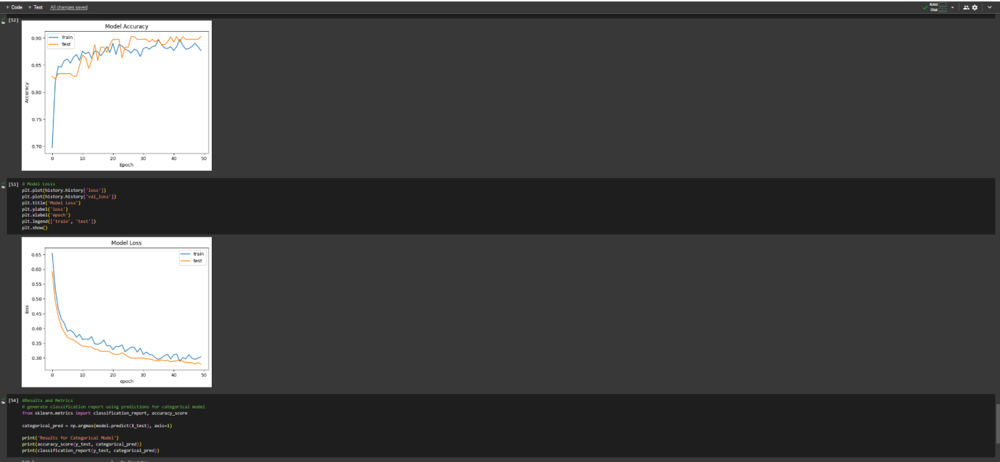 + Code + Text All changes saved
RAM
Disk
[52]
Model Accuracy
Train
Test
0.90
0.85
0.80
0.75
0.70
Accuracy
0 10 20 30 40 50
Epoch
[53] # Model Losss
plt.plot(history.history['loss'])
plt.plot(history.history['val_loss'])
plt.title('Model Loss')
plt.ylabel('loss')
plt.xlabel('epoch')
plt.legend(['train', 'test'])
plt.show()
Model Loss
train
test
0.65
0.60
0.55
0.50
0.45
0.40
0.35
0.30
loss
0 10 20 30 40 50
epoch
[54] #Results and Metrics
# generate classification report using predictions for categorical model
from sklearn.metrics import classification_report, accuracy_score
categorical_pred = np.argmax(model.predict(X_test), axis=1)
print('Results for Categorical Model')
print(accuracy_score(y_test, categorical_pred))
print(classification_report(y_test, categorical_pred))